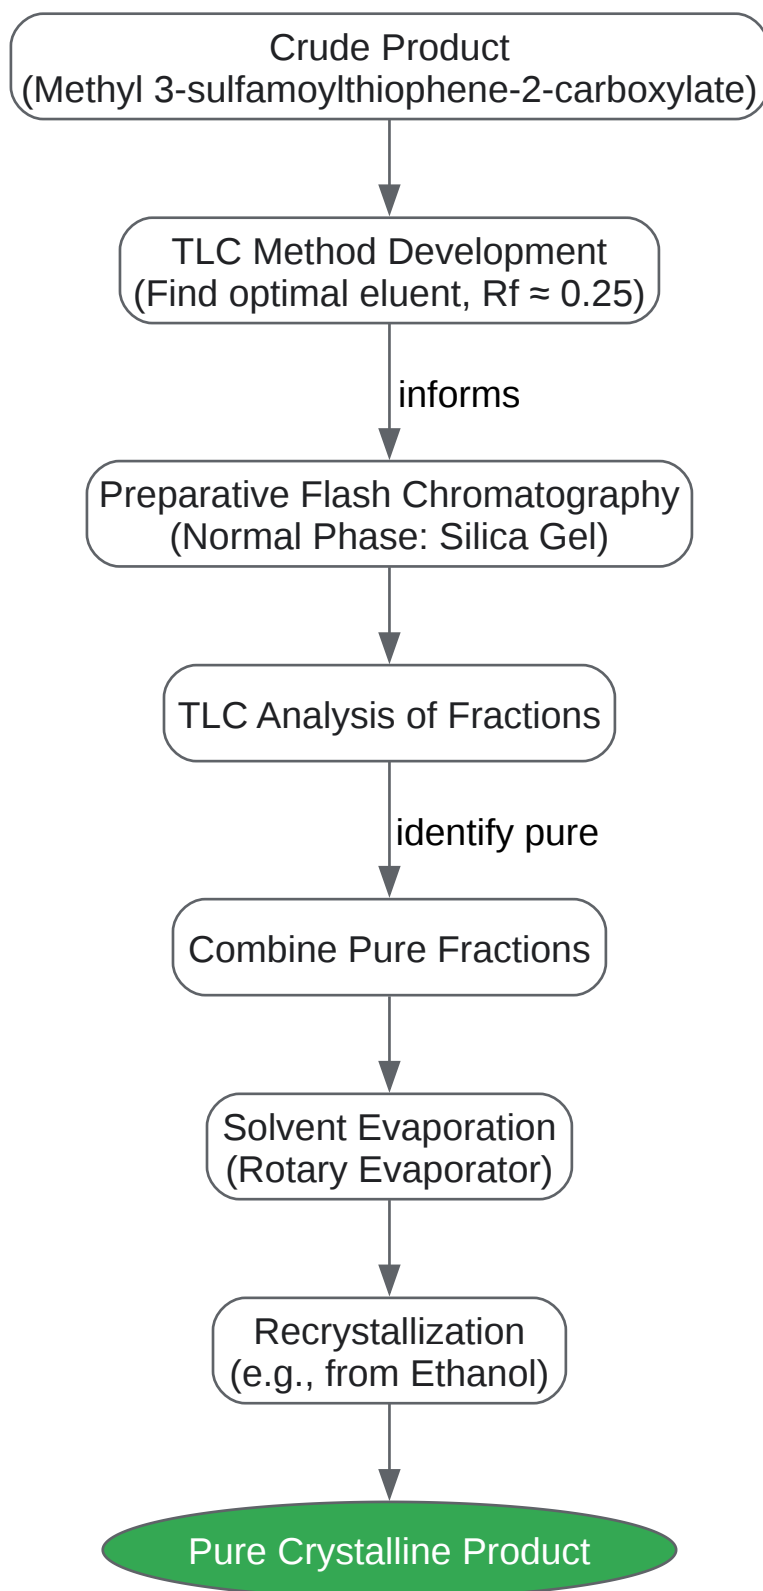 Crude Product
(Methyl 3-sulfamoylthiophene-2-carboxylate)
TLC Method Development
(Find optimal eluent, Rf ≈ 0.25)
informs
Preparative Flash Chromatography
(Normal Phase: Silica Gel)
TLC Analysis of Fractions
identify pure
Combine Pure Fractions
Solvent Evaporation
(Rotary Evaporator)
Recrystallization
(e.g., from Ethanol)
Pure Crystalline Product